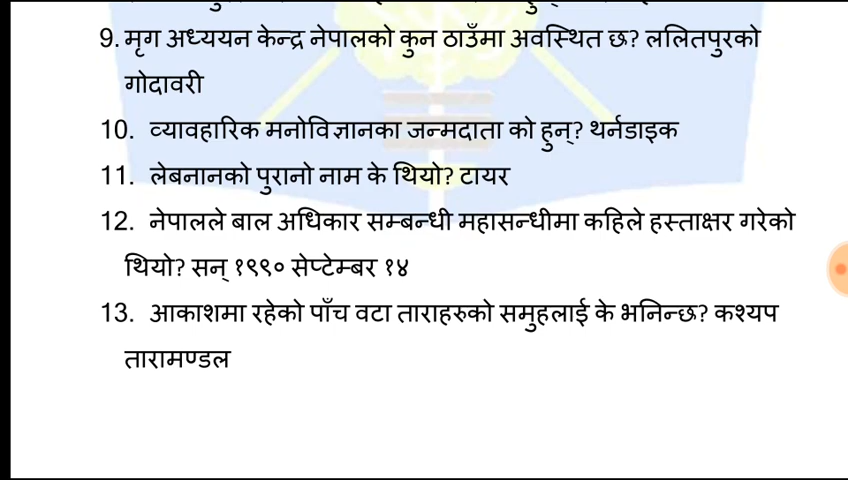 9. मृग अध्ययन केन्द्र नेपालको कुन ठाउँमा अवस्थित छ? ललितपुरको
गोदावरी
10. व्यावहारिक मनोविज्ञानका जन्मदाता को हुन्? थर्नडाइक
11. लेबनानको पुरानो नाम के थियो? टायर
12. नेपालले बाल अधिकार सम्बन्धी महासन्धीमा कहिले हस्ताक्षर गरेको
थियो? सन् १९९० सेप्टेम्बर १४
13. आकाशमा रहेको पाँच वटा ताराहरुको समुहलाई के भनिन्छ? कश्यप
तारामण्डल